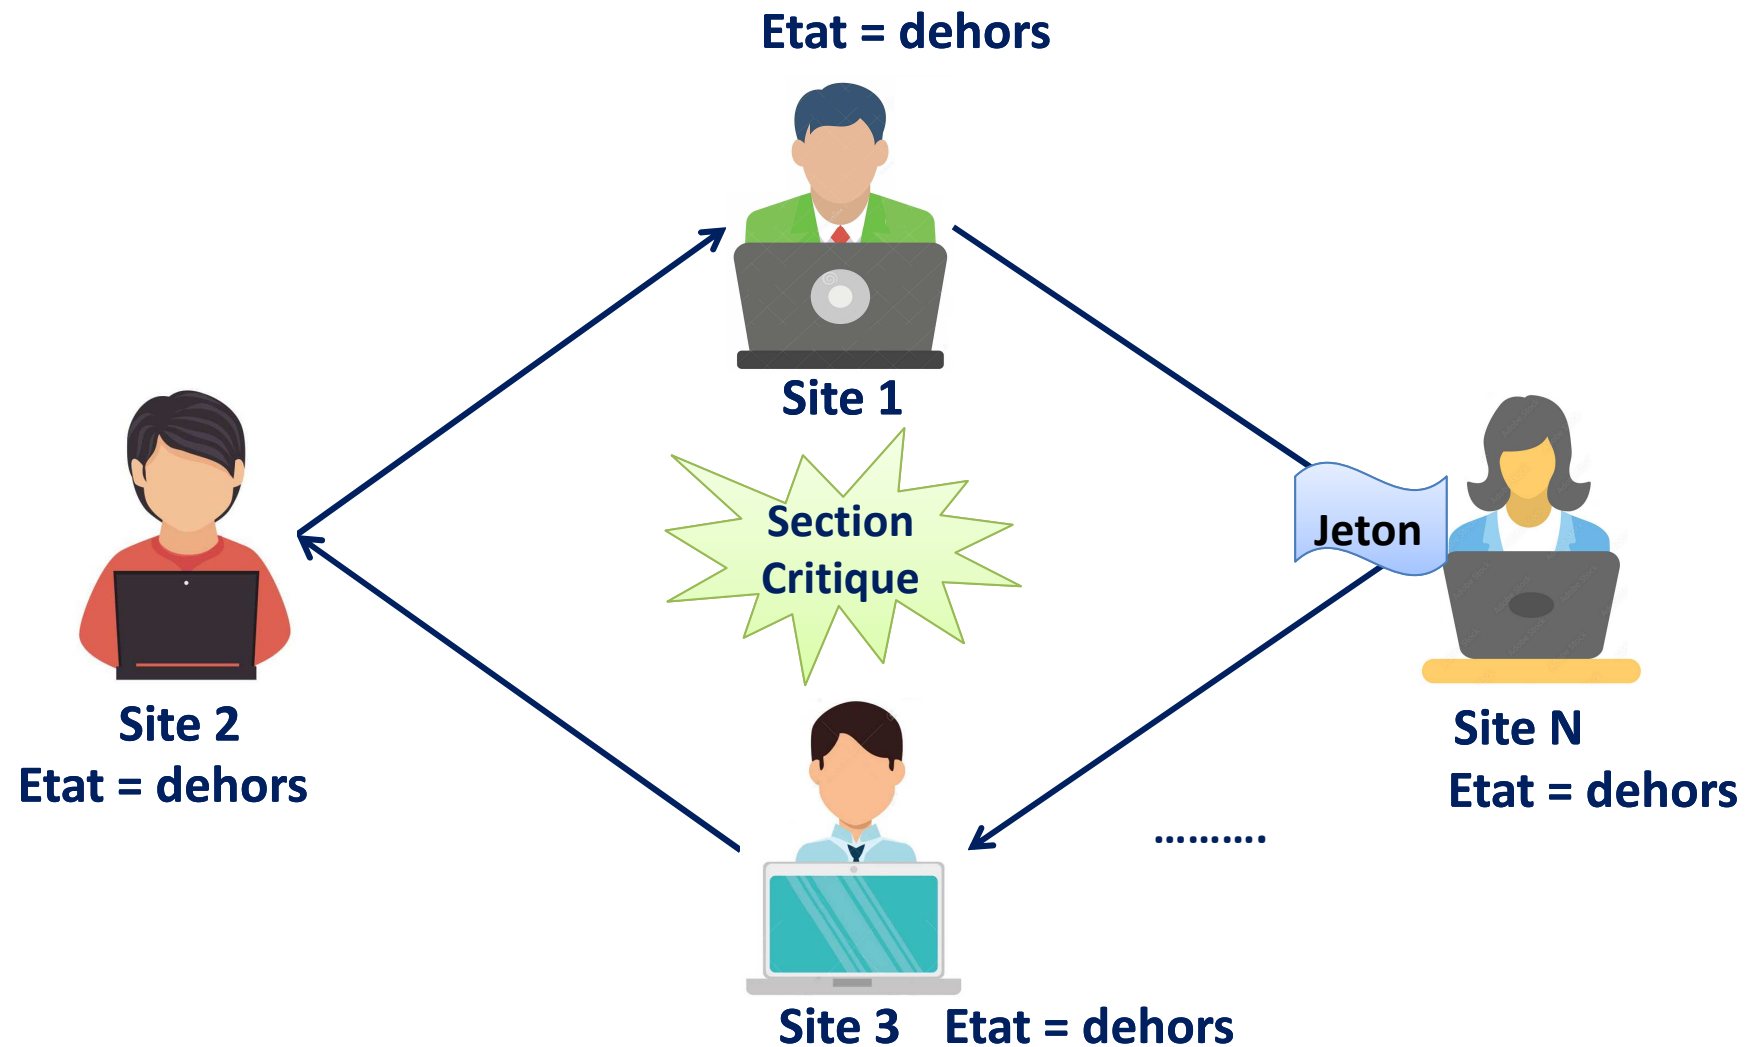 Etat = dehors
Site 1
Section
Critique
Jeton
Site 2
Etat = dehors
Site N
Etat = dehors
..........
Site 3
Etat = dehors